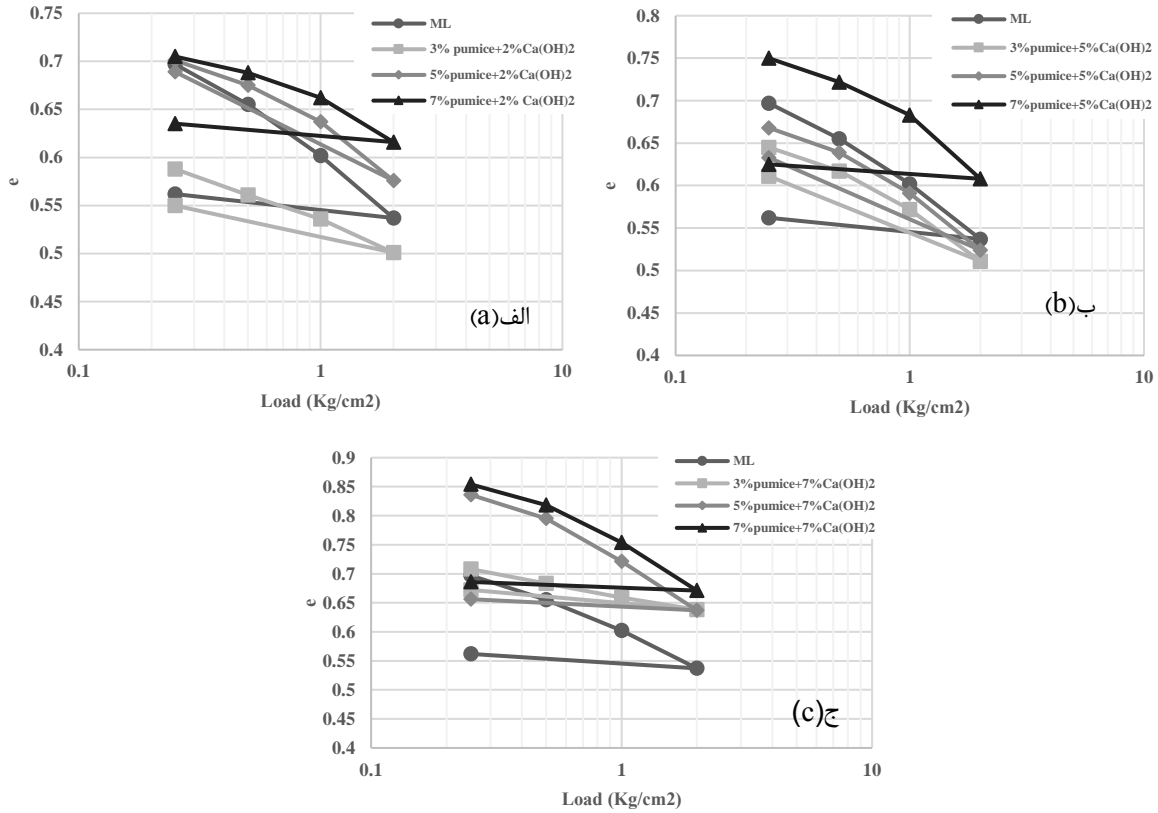 0.75
0.7
0.65
0.6
0.55
0.5
0.45
0.4
e
0.1
1
10
Load (Kg/cm2)
ML
3% pumice+2%Ca(OH)2
5%pumice+2%Ca(OH)2
7%pumice+2% Ca(OH)2
الف(a)
0.8
0.75
0.7
0.65
0.6
0.55
0.5
0.45
0.4
e
0.1
1
10
Load (Kg/cm2)
ML
3%pumice+5%Ca(OH)2
5%pumice+5%Ca(OH)2
7%pumice+5%Ca(OH)2
ب(b)
0.9
0.85
0.8
0.75
0.7
0.65
0.6
0.55
0.5
0.45
0.4
e
0.1
1
10
Load (Kg/cm2)
ML
3%pumice+7%Ca(OH)2
5%pumice+7%Ca(OH)2
7%pumice+7%Ca(OH)2
ج(c)